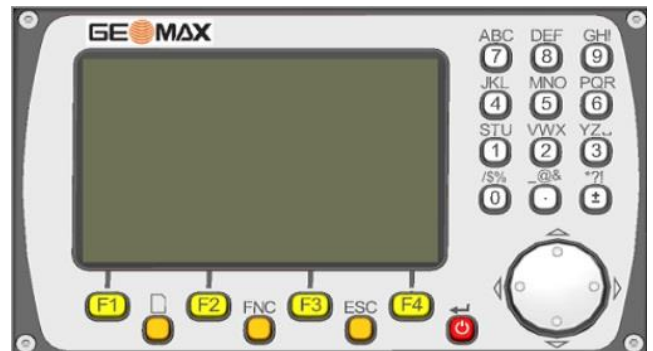 GEOMAX
ABC DEF GHI
7 8 9
JKL MNO PQR
4 5 6
STU VWX YZ␣
1 2 3
/$% _@& *?!
0 . ±
F1 F2 FNC F3 ESC F4